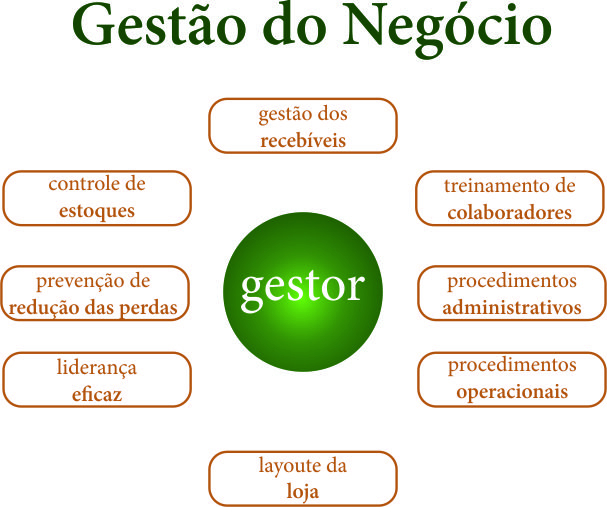 Gestão do Negócio
gestão dos
recebíveis
controle de
estoques
treinamento de
colaboradores
gestor
prevenção de
redução das perdas
procedimentos
administrativos
liderança
eficaz
procedimentos
operacionais
layoute da
loja